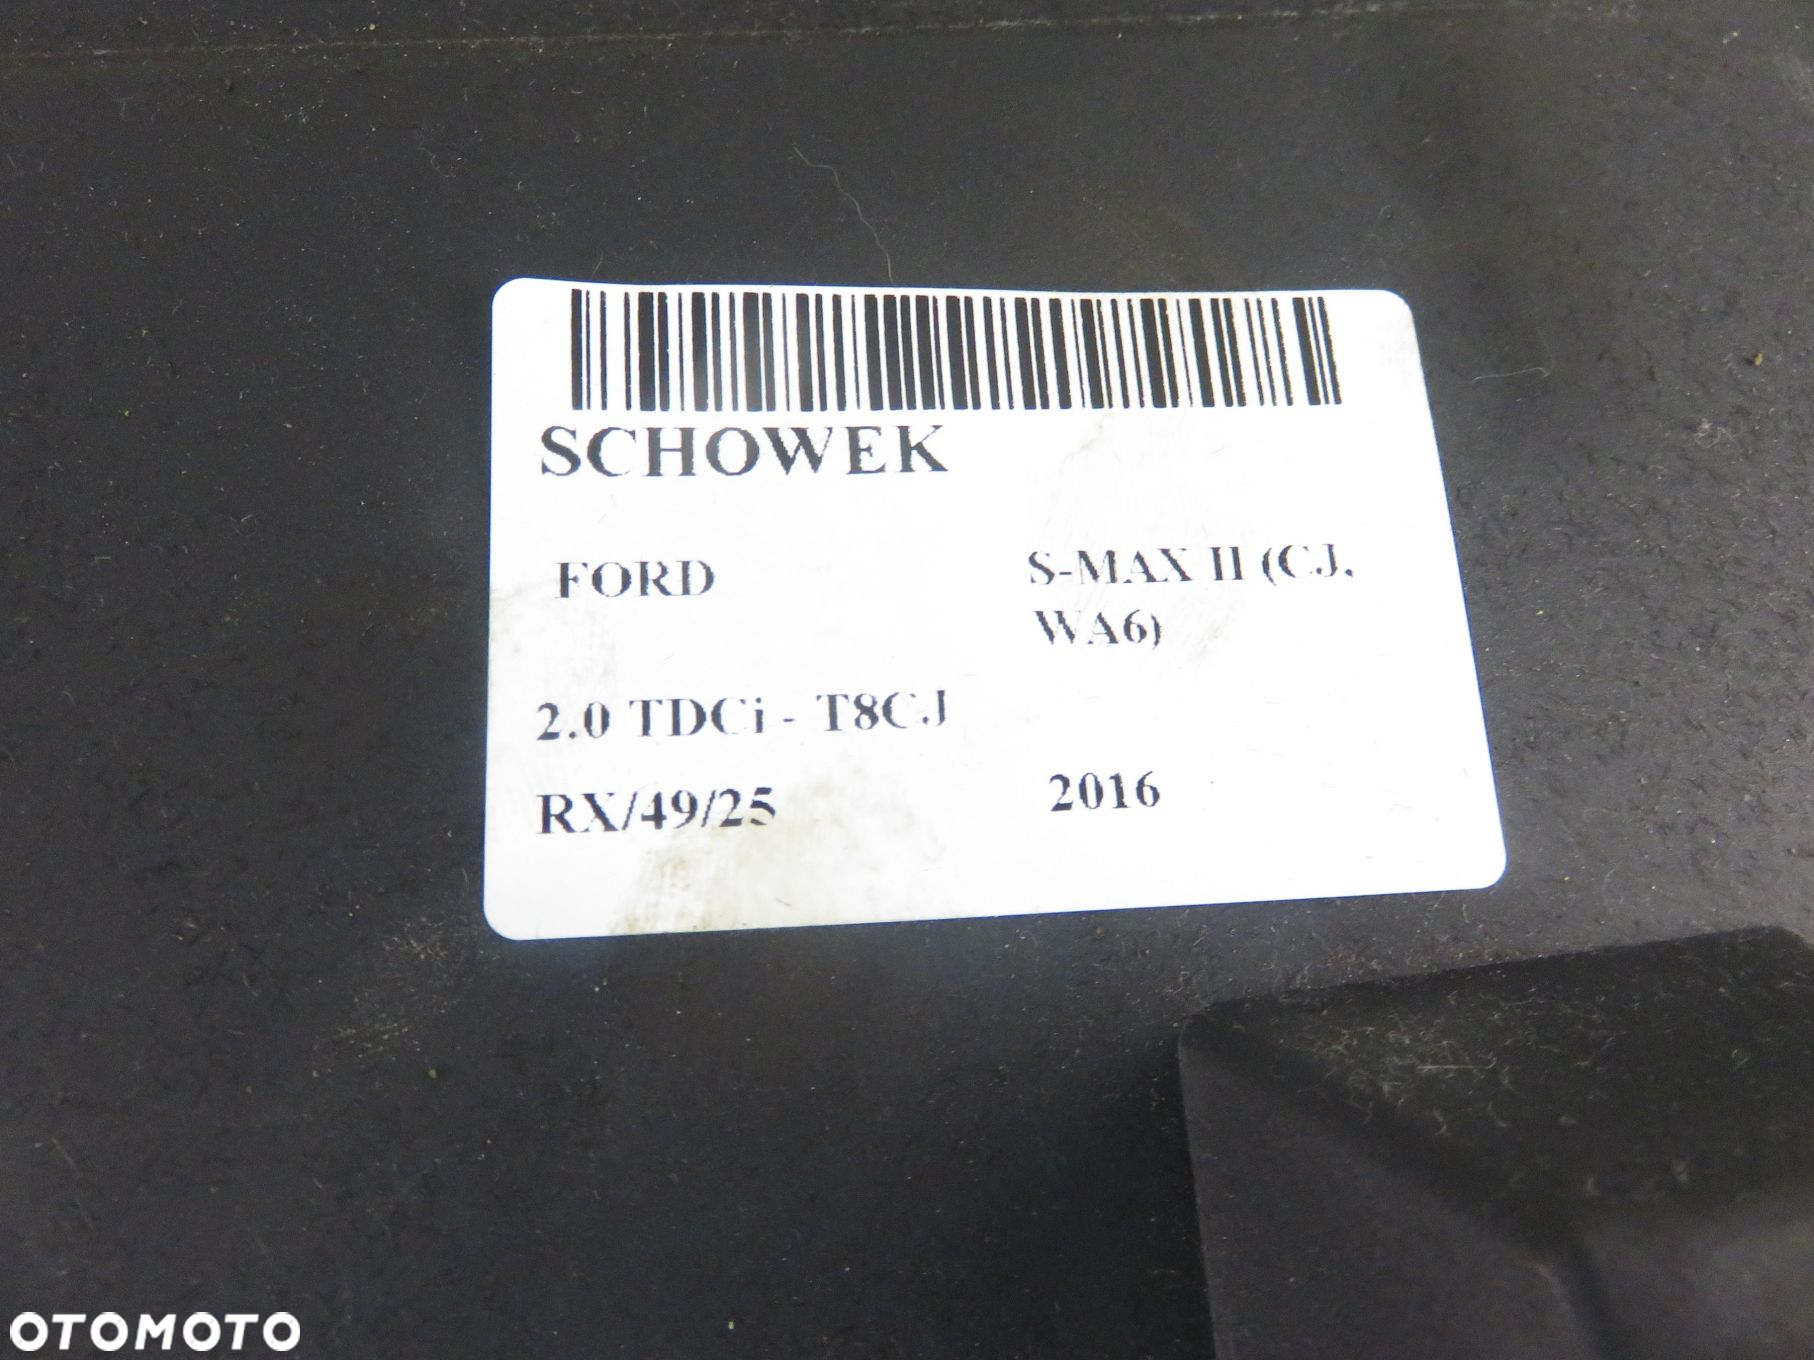 SCHOWEK
FORD
S-MAX II (CJ,
WA6)
2.0 TDCi - T8CJ
RX/49/25
2016
OTOMOTO